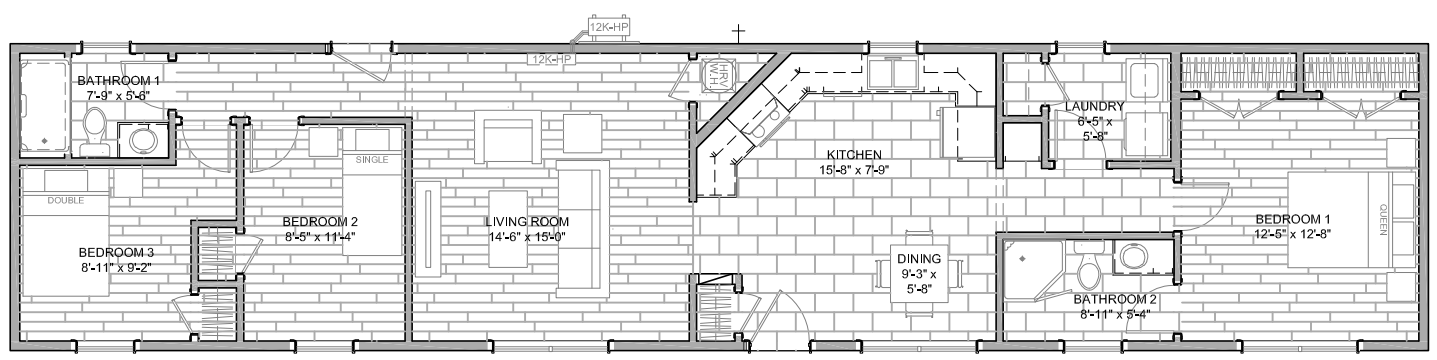 12K-HP
12K-HP
HRV
W.H.
BATHROOM 1
7'-9" x 5'-6"
LAUNDRY
6'-5" x
5'-8"
KITCHEN
15'-8" x 7'-9"
SINGLE
DOUBLE
BEDROOM 2
8'-5" x 11'-4"
LIVING ROOM
14'-6" x 15'-0"
BEDROOM 1
12'-5" x 12'-8"
QUEEN
BEDROOM 3
8'-11" x 9'-2"
DINING
9'-3" x
5'-8"
BATHROOM 2
8'-11" x 5'-4"